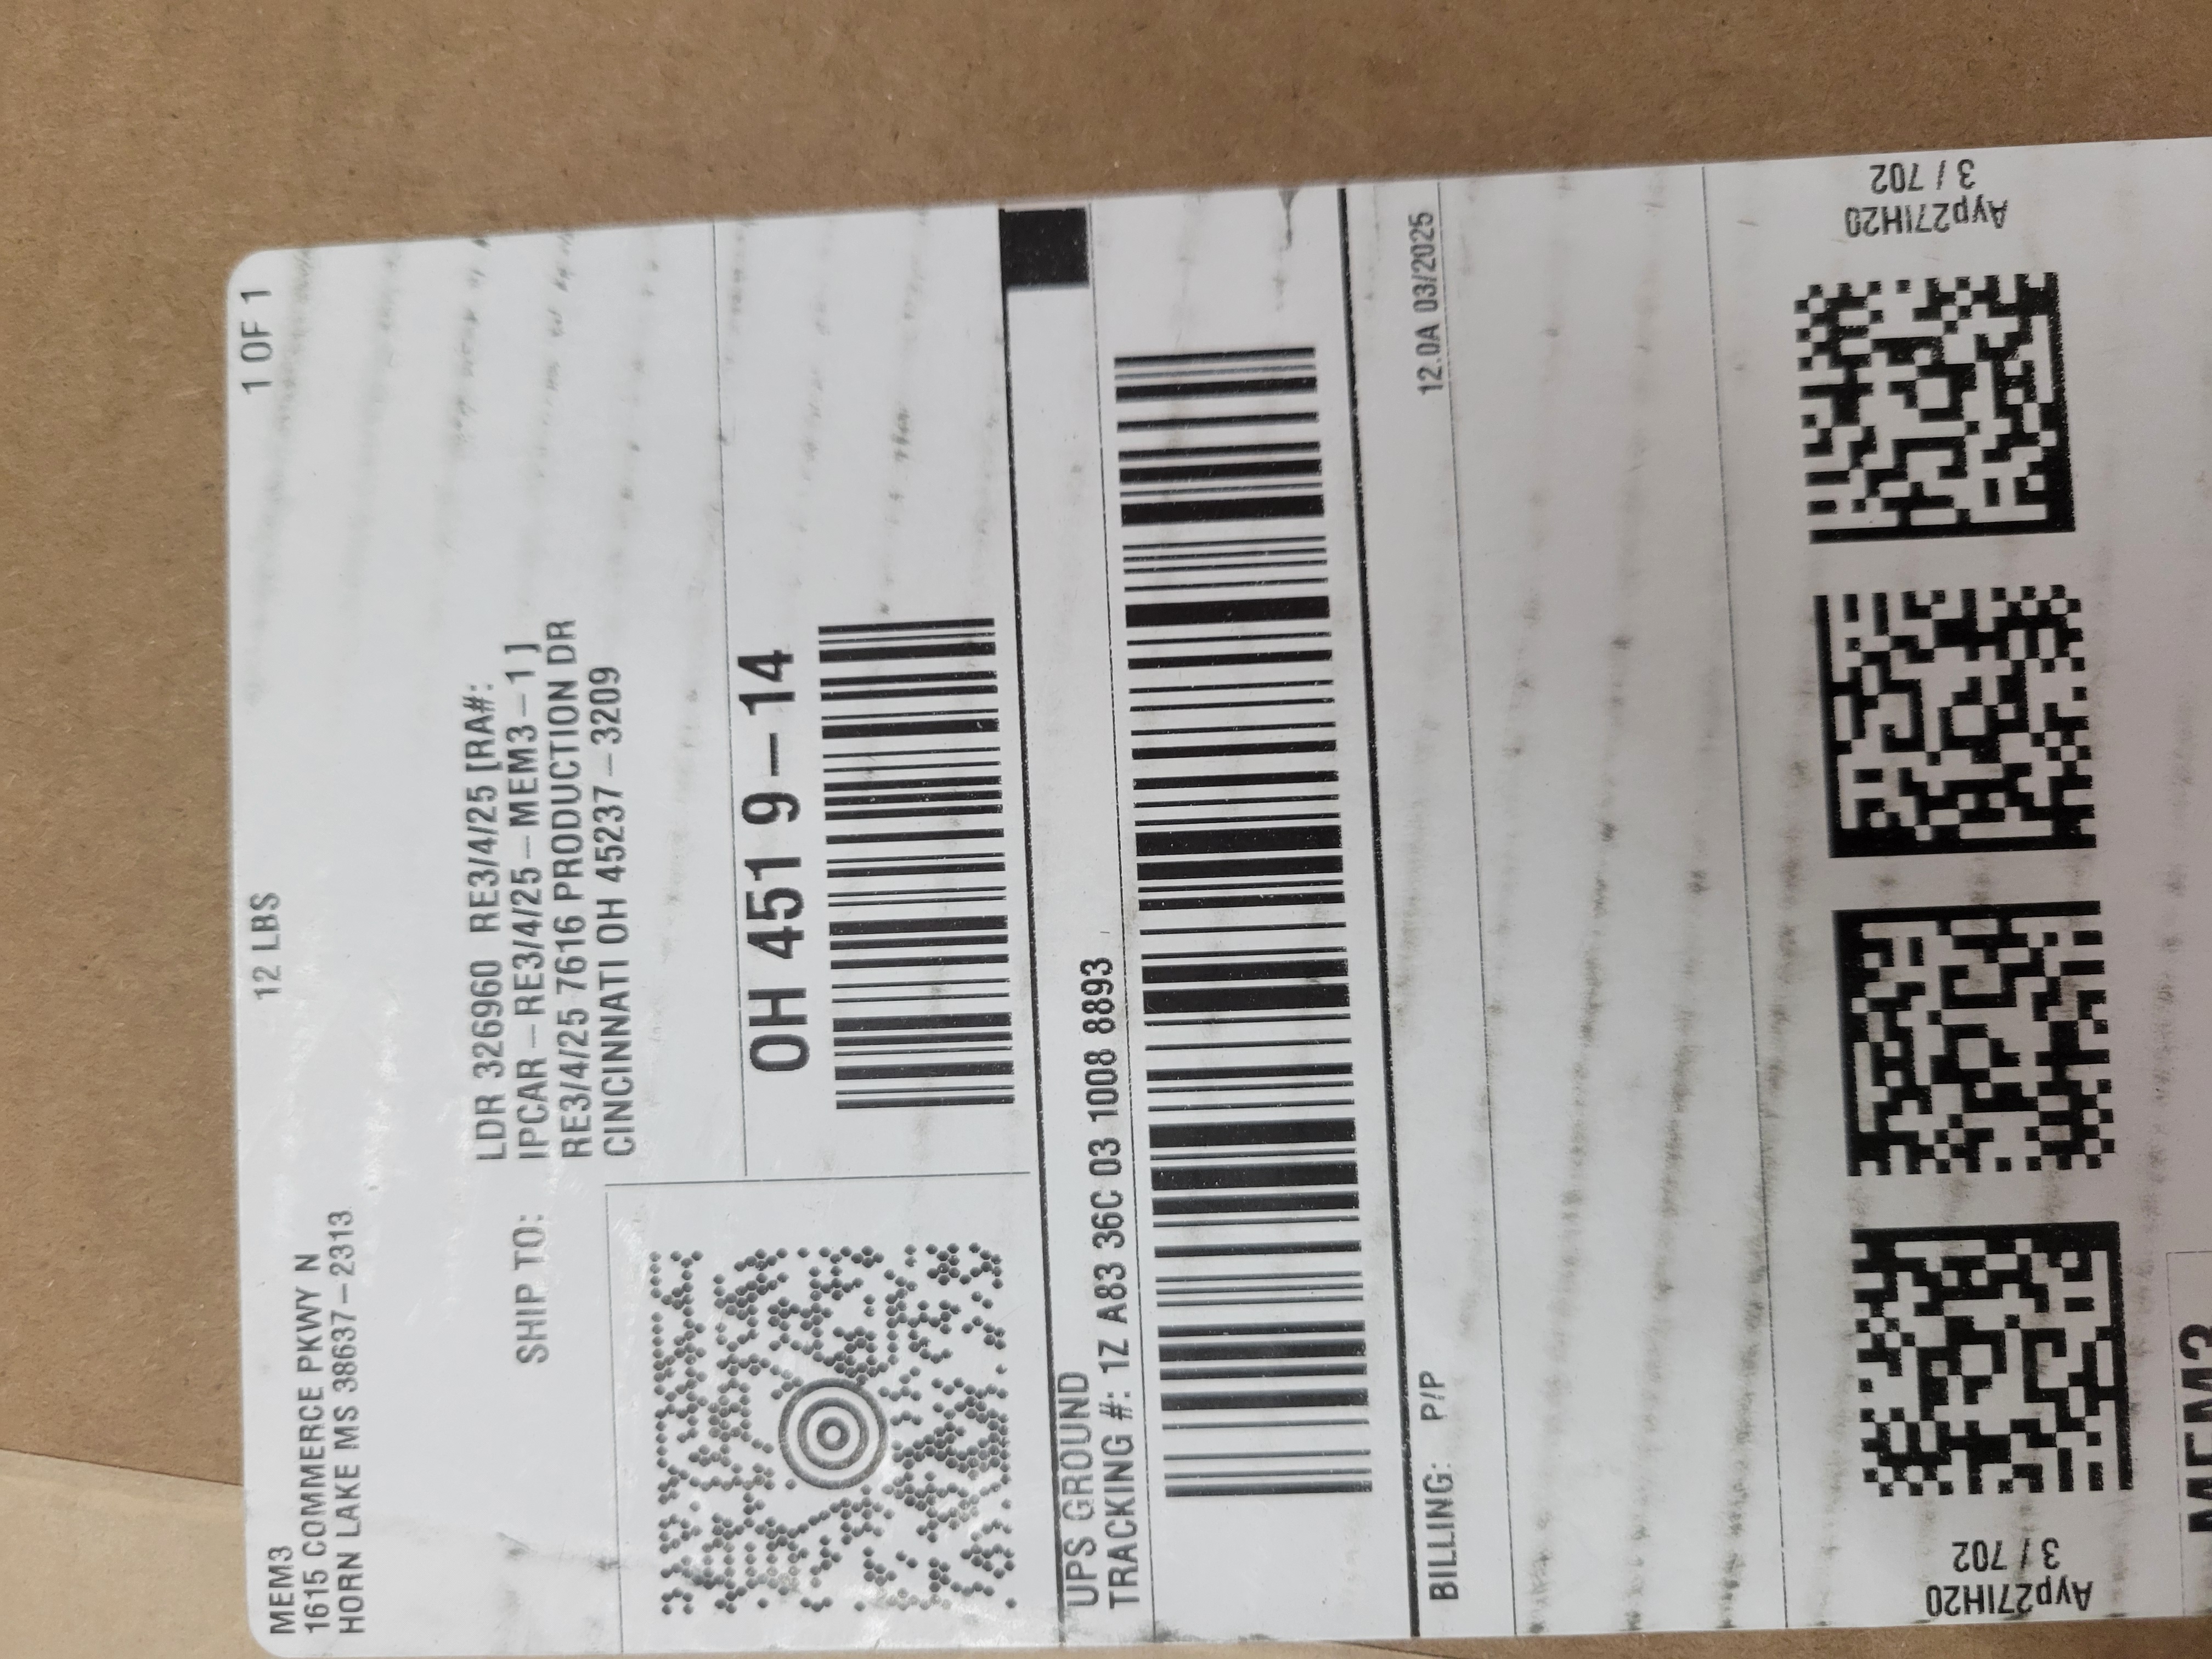 MEM3
1615 COMMERCE PKWY N
HORN LAKE MS 38637-2313
12 LBS
1 OF 1
SHIP TO:
LDR 326960 RE3/4/25 [RA#:
IPCAR-RE3/4/25-MEM3-1]
RE3/4/25 7616 PRODUCTION DR
CINCINNATI OH 45237-3209
OH 451 9-14
UPS GROUND
TRACKING #: 1Z A83 36C 03 1008 8893
BILLING: P/P
12.0A 03/2025
Ayp27IH20
3 / 702
Ayp27IH20
3 / 702
MEM3